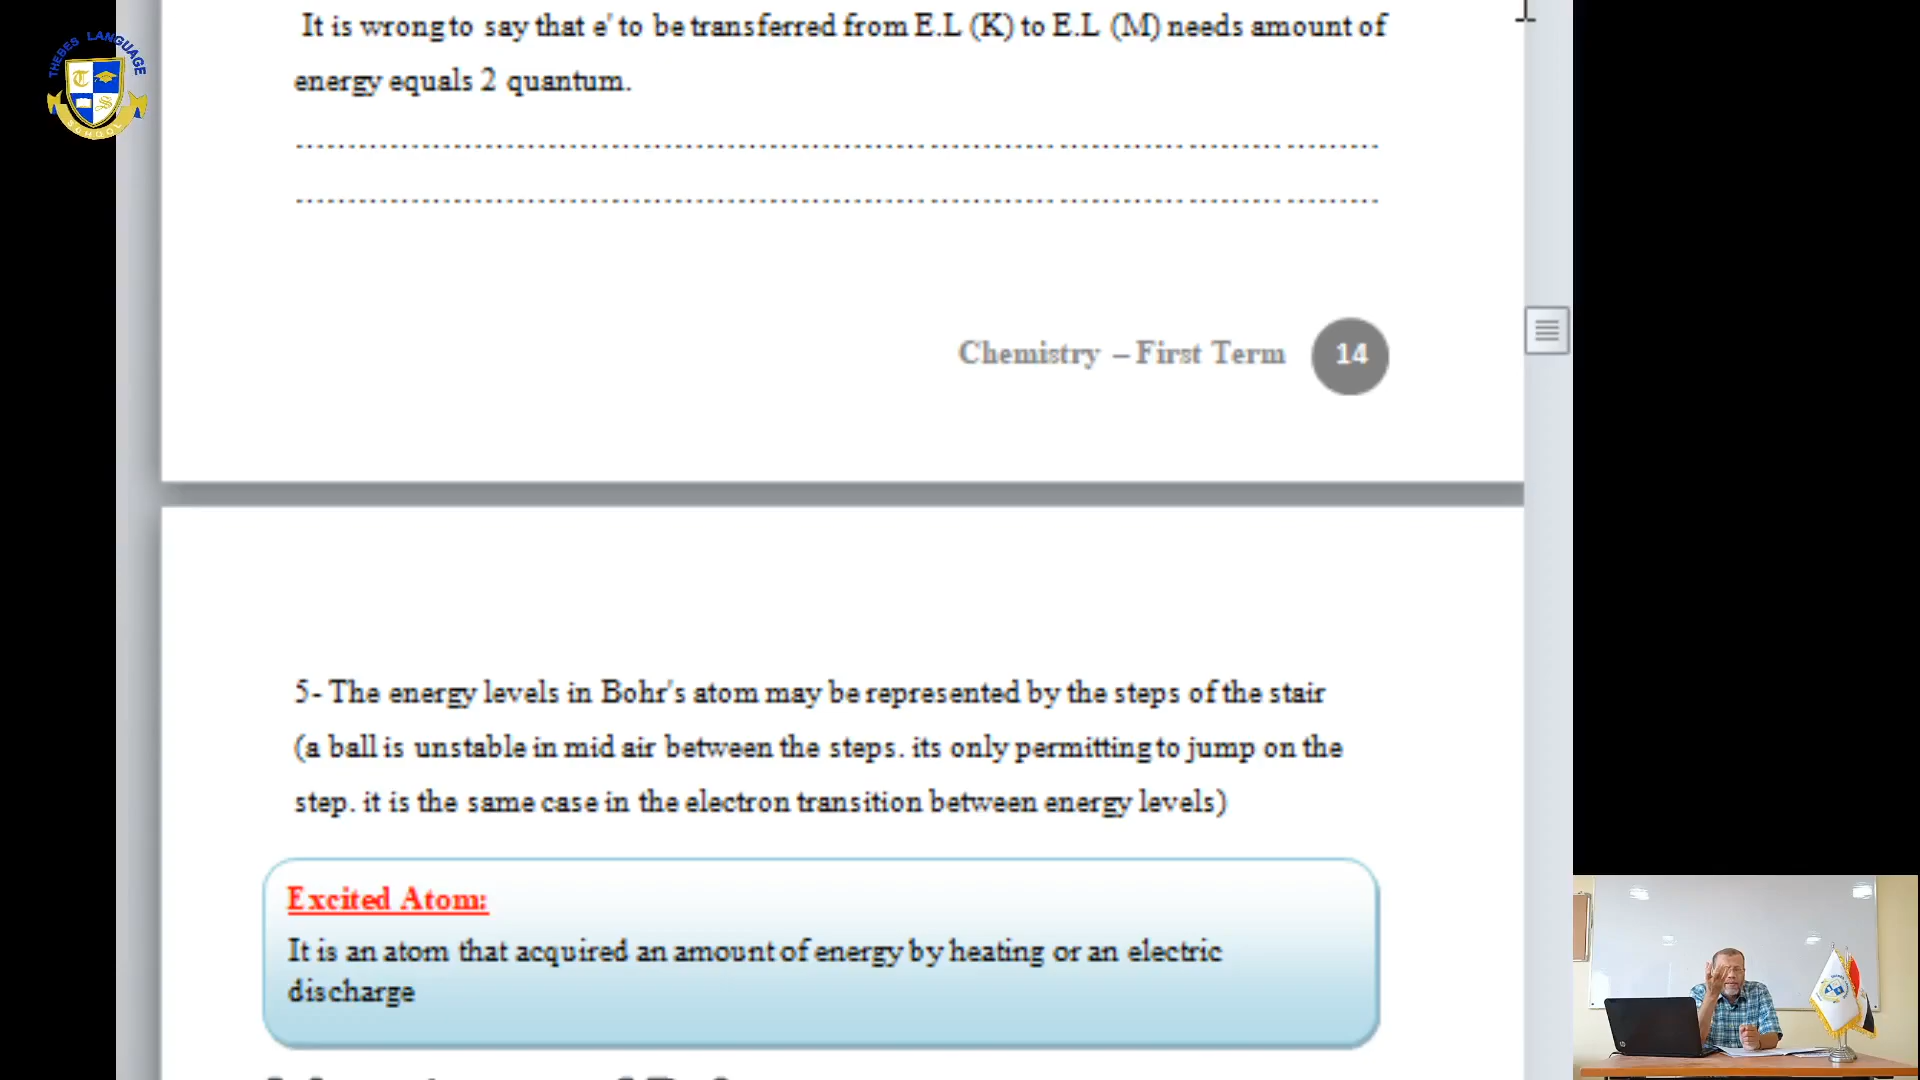 THEBES LANGUAGE
SCHOOL
It is wrong to say that e' to be transferred from E.L (K) to E.L (M) needs amount of
energy equals 2 quantum.
Chemistry – First Term 14
5- The energy levels in Bohr's atom may be represented by the steps of the stair
(a ball is unstable in mid air between the steps. its only permitting to jump on the
step. it is the same case in the electron transition between energy levels)
Excited Atom:
It is an atom that acquired an amount of energy by heating or an electric
discharge